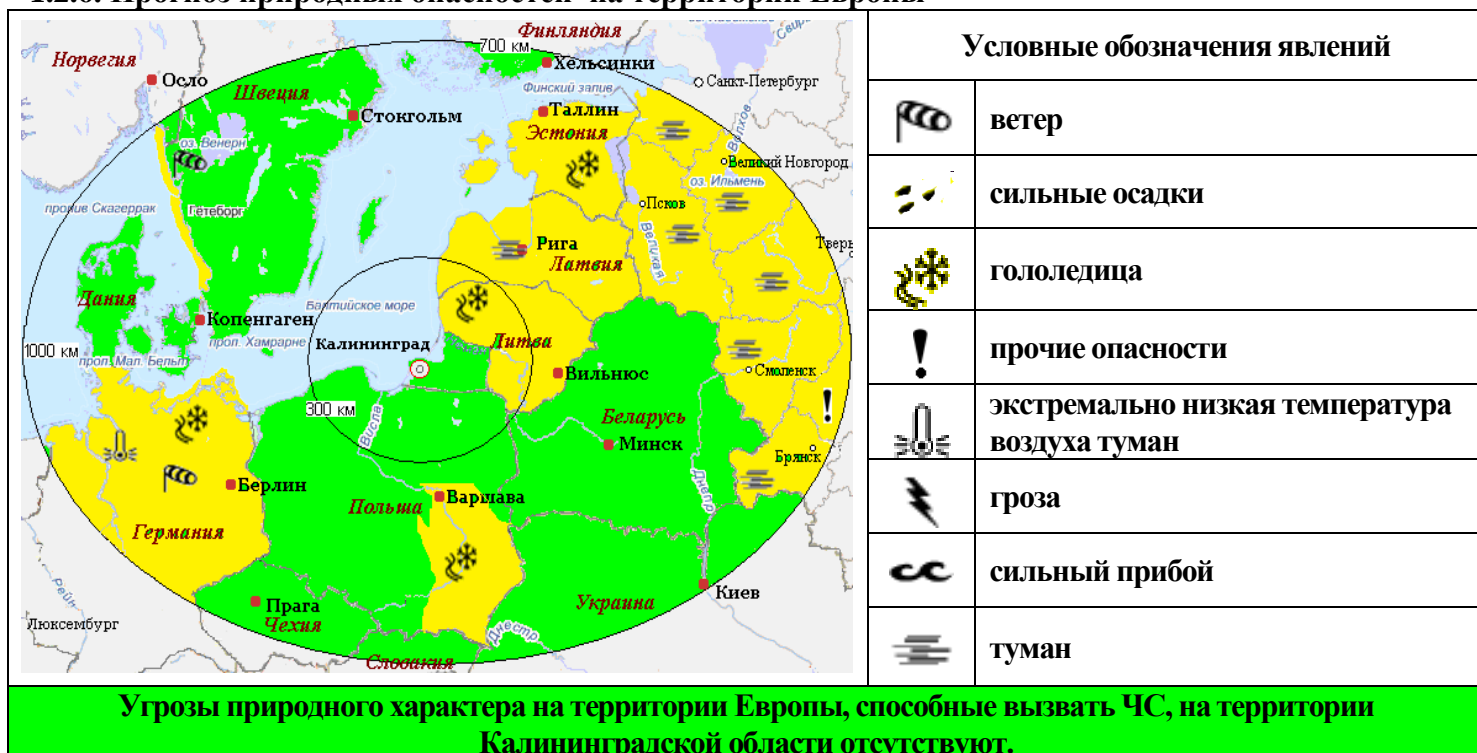 1.2.6. Прогноз природных опасностей на территории Европы
Финляндия
700 км
Норвегия
Хельсинки
Осло
Санкт-Петербург
Швеция
Финский залив
Стокгольм
Таллин
Эстония
Волхов
оз. Венерн
Великий Новгород
оз. Ильмень
Псков
пролив Скагеррак
Гётеборг
Великая
Рига
Тверь
Латвия
Дания
Балтийское море
Копенгаген
прол. Хамрарне
Калининград
Литва
1000 км
прол. Мал. Бельт
Вильнюс
Смоленск
300 км
Висла
Беларусь
Минск
Брянск
Берлин
Варшава
Днепр
Польша
Германия
Рейн
Киев
Прага
Украина
Чехия
Люксембург
Днестр
Словакия
Условные обозначения явлений
ветер
сильные осадки
гололедица
прочие опасности
экстремально низкая температура
воздуха туман
гроза
сильный прибой
туман
Угрозы природного характера на территории Европы, способные вызвать ЧС, на территории
Калининградской области отсутствуют.